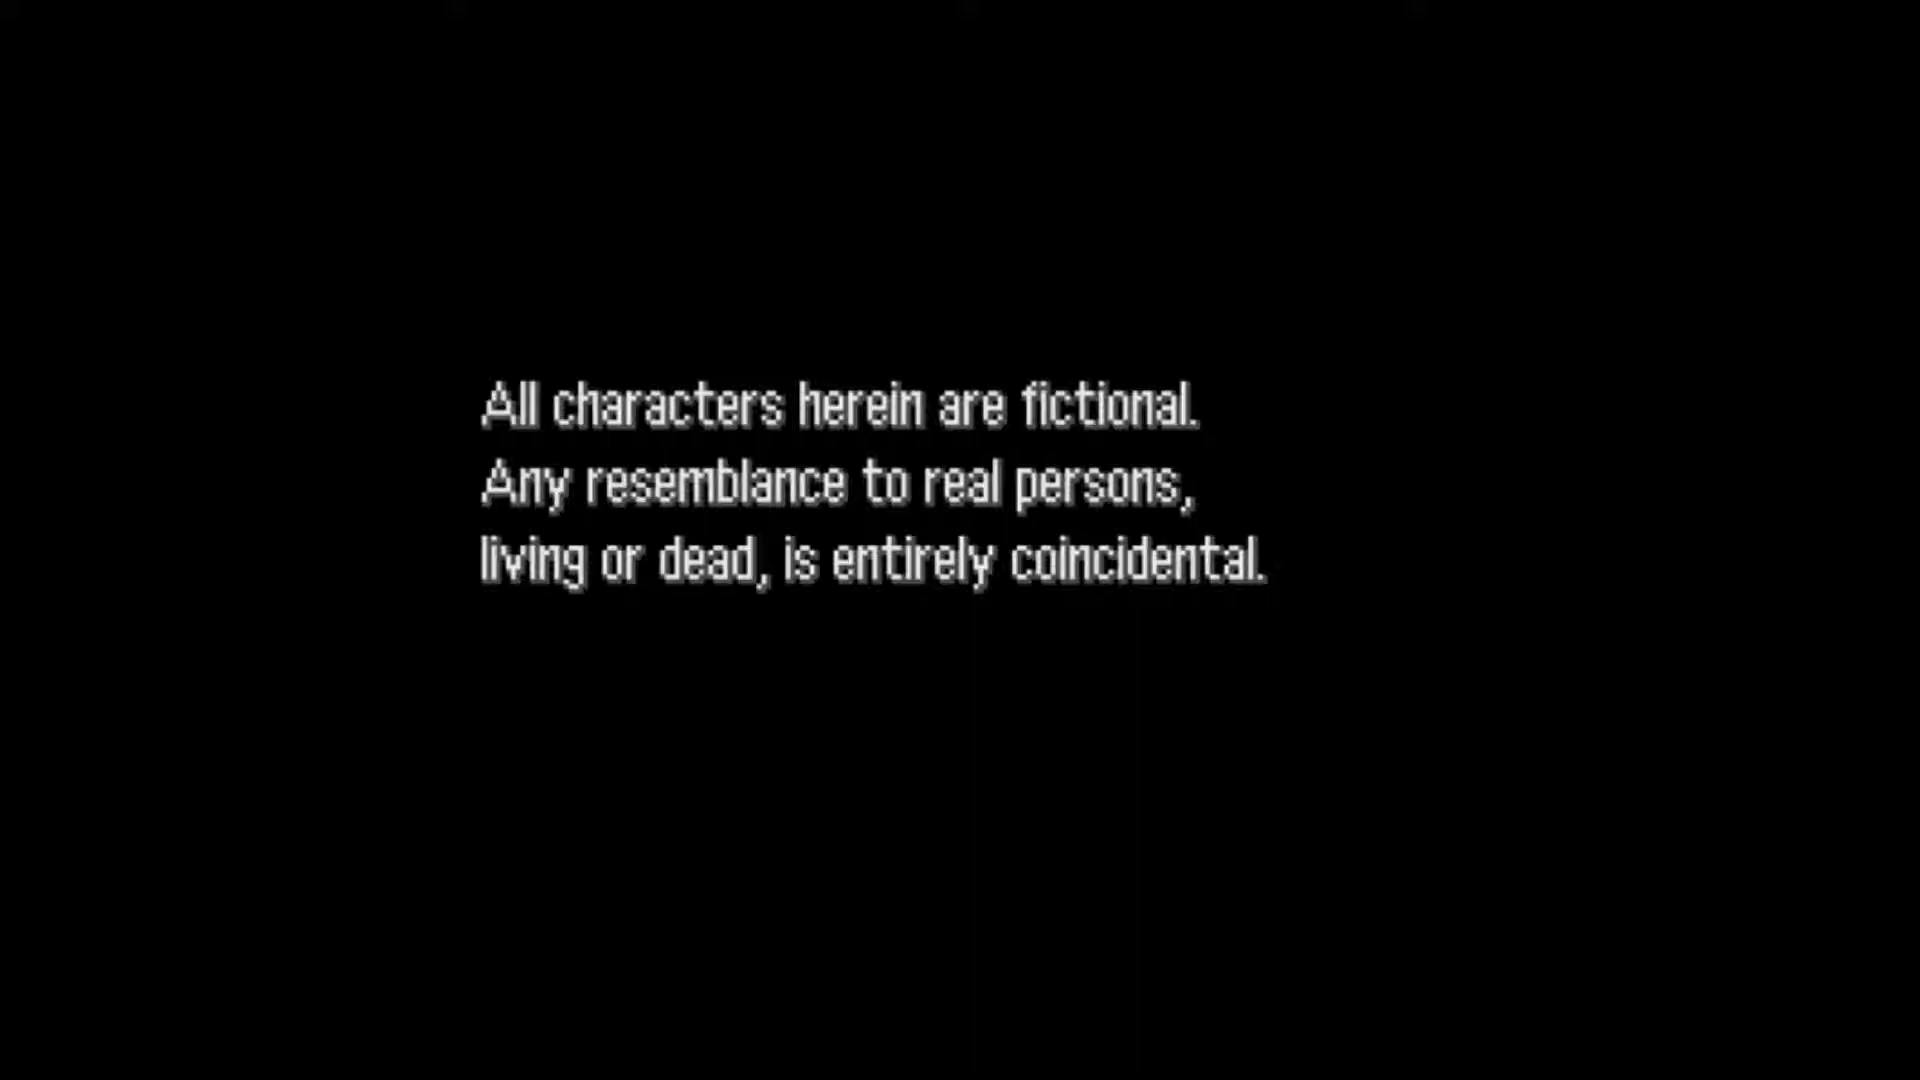 All characters herein are fictional.
Any resemblance to real persons,
living or dead, is entirely coincidental.